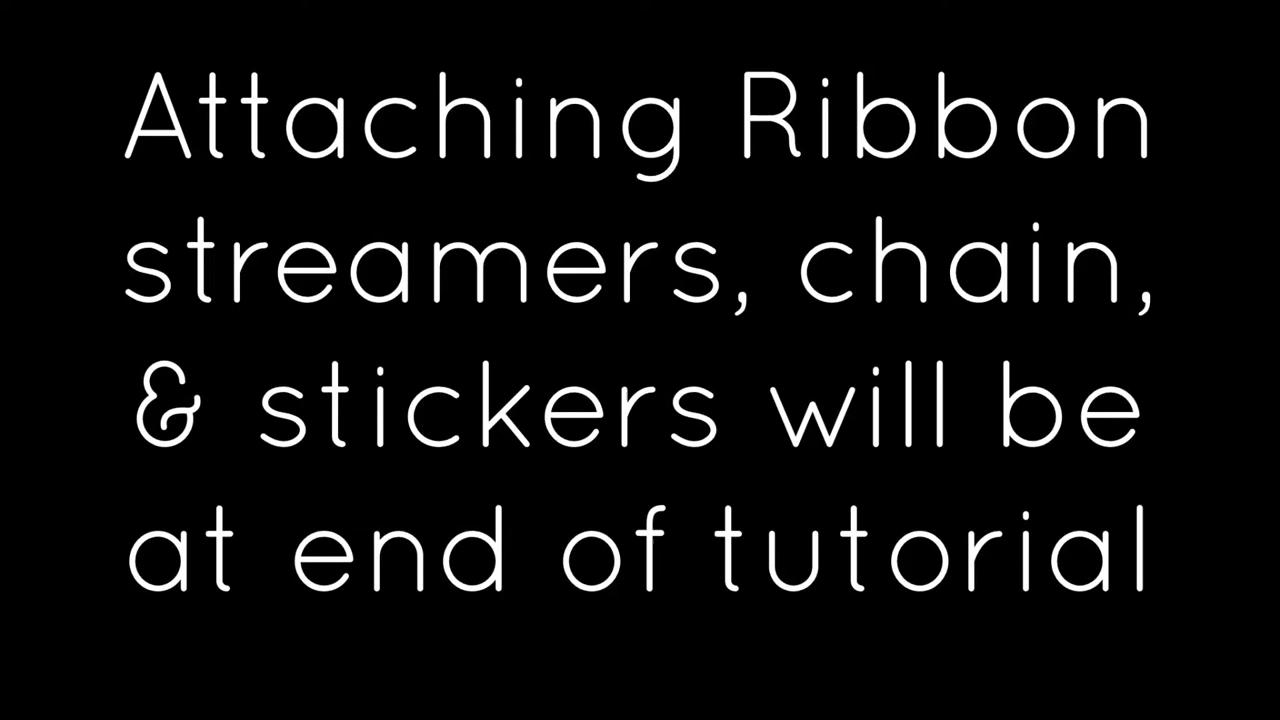 Attaching Ribbon
streamers, chain,
& stickers will be
at end of tutorial